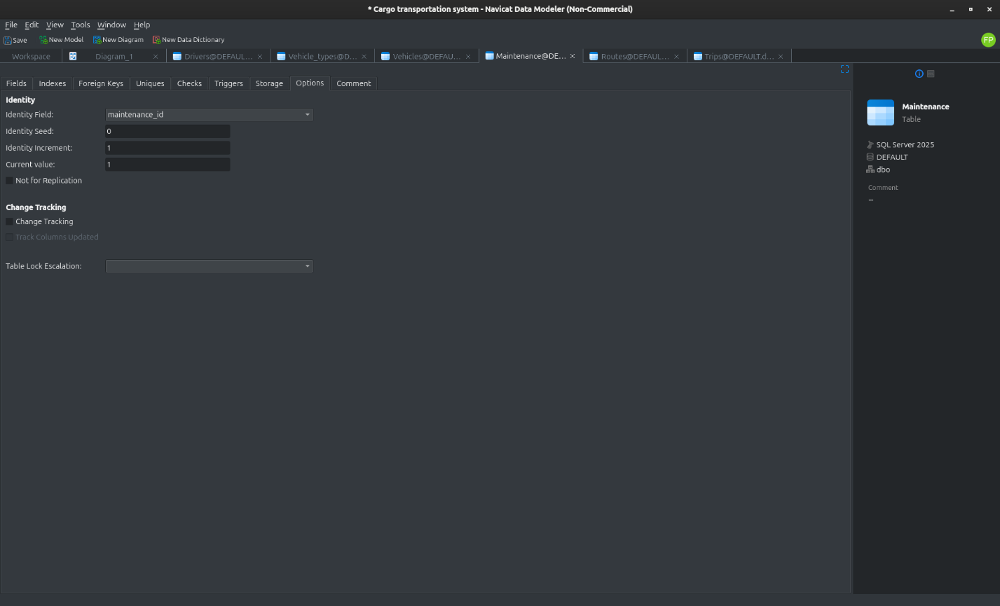 * Cargo transportation system - Navicat Data Modeler (Non-Commercial)
File Edit View Tools Window Help
Save New Model New Diagram New Data Dictionary
FP
Workspace Diagram_1 Drivers@DEFAUL... Vehicle_types@D... Vehicles@DEFAU... Maintenance@DE... Routes@DEFAUL... Trips@DEFAULT.d...
Fields Indexes Foreign Keys Uniques Checks Triggers Storage Options Comment
Identity
Identity Field: maintenance_id
Identity Seed: 0
Identity Increment: 1
Current value: 1
Not for Replication
Change Tracking
Change Tracking
Track Columns Updated
Table Lock Escalation:
Maintenance
Table
SQL Server 2025
DEFAULT
dbo
Comment
--